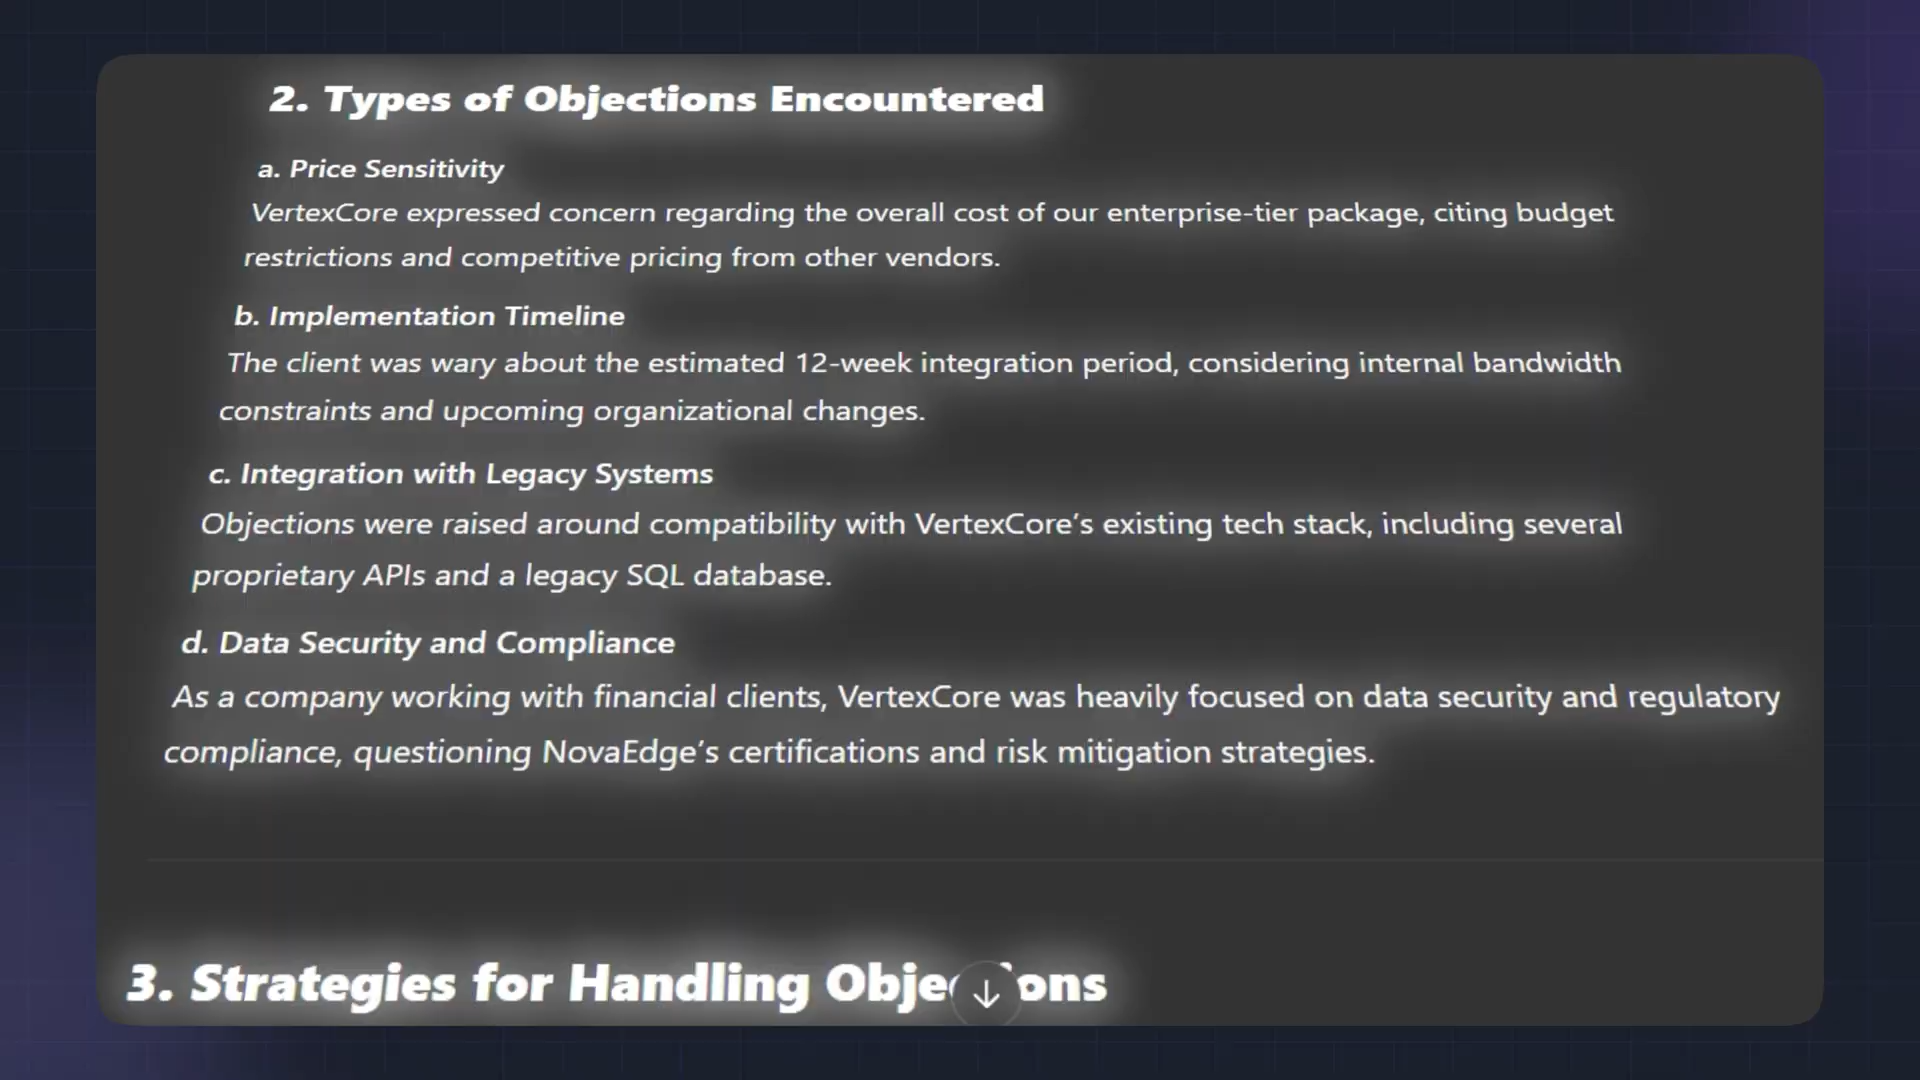 2. Types of Objections Encountered
a. Price Sensitivity
VertexCore expressed concern regarding the overall cost of our enterprise-tier package, citing budget
restrictions and competitive pricing from other vendors.
b. Implementation Timeline
The client was wary about the estimated 12-week integration period, considering internal bandwidth
constraints and upcoming organizational changes.
c. Integration with Legacy Systems
Objections were raised around compatibility with VertexCore’s existing tech stack, including several
proprietary APIs and a legacy SQL database.
d. Data Security and Compliance
As a company working with financial clients, VertexCore was heavily focused on data security and regulatory
compliance, questioning NovaEdge’s certifications and risk mitigation strategies.
3. Strategies for Handling Objections